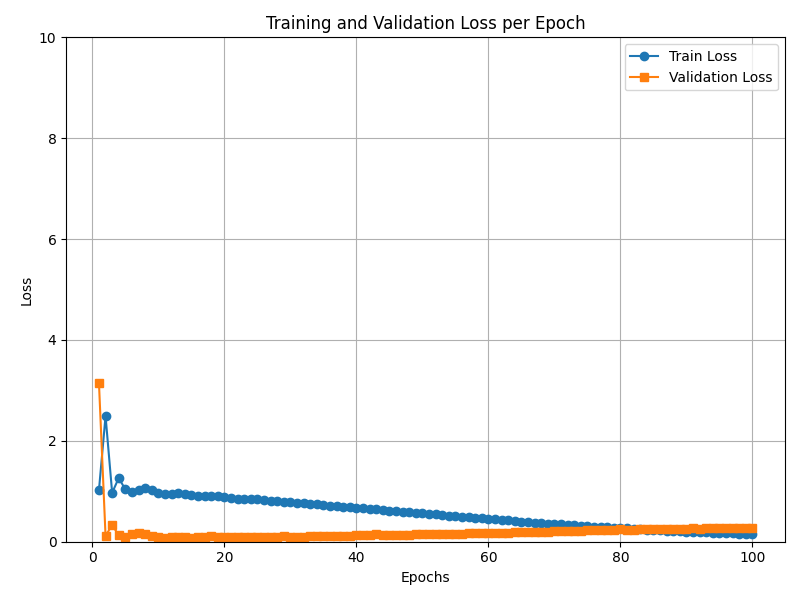 Training and Validation Loss per Epoch
10
8
6
4
2
0
Loss
Train Loss
Validation Loss
0 20 40 60 80 100
Epochs